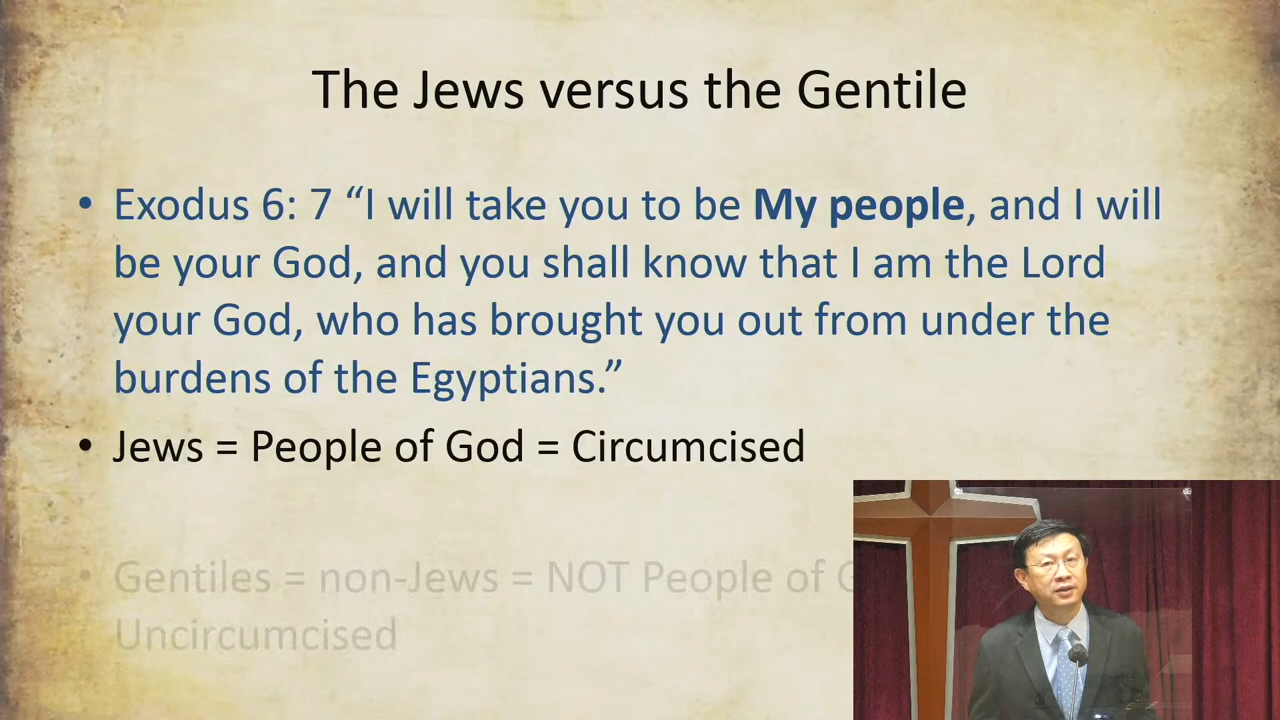 The Jews versus the Gentile
• Exodus 6: 7 “I will take you to be My people, and I will
be your God, and you shall know that I am the Lord
your God, who has brought you out from under the
burdens of the Egyptians.”
• Jews = People of God = Circumcised
• Gentiles = non-Jews = NOT People of
Uncircumcised